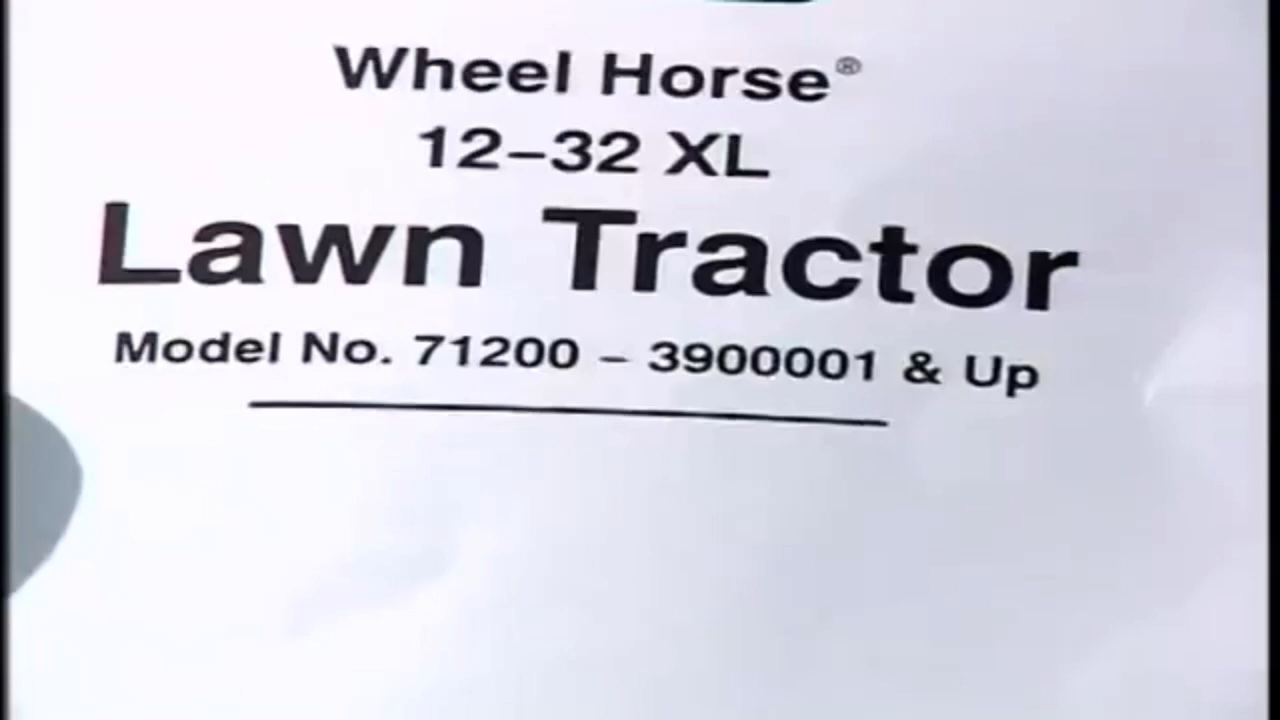 Wheel Horse®
12–32 XL
Lawn Tractor
Model No. 71200 – 3900001 & Up